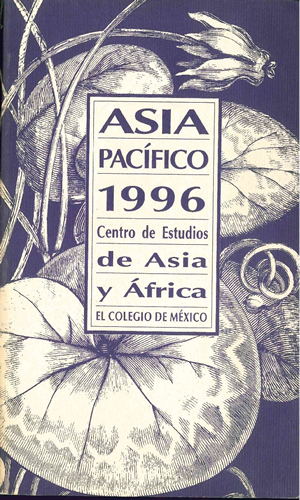 ASIA
PACÍFICO
1996
Centro de Estudios
de Asia
y África
EL COLEGIO DE MÉXICO